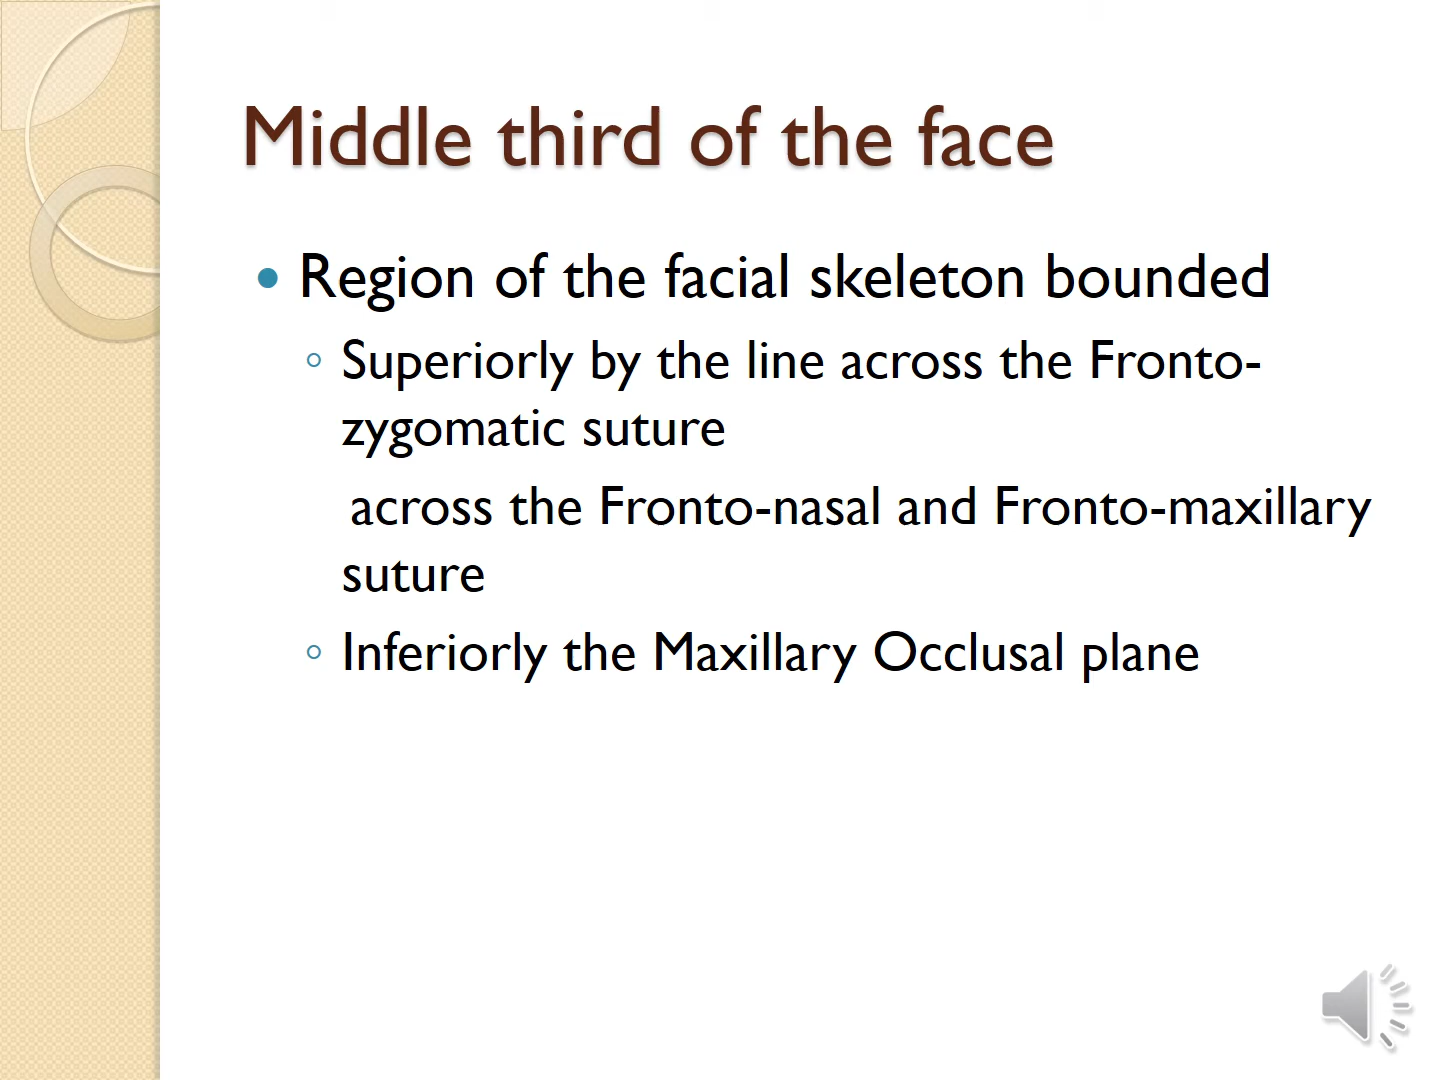 Middle third of the face
• Region of the facial skeleton bounded
◦ Superiorly by the line across the Fronto-
zygomatic suture
across the Fronto-nasal and Fronto-maxillary
suture
◦ Inferiorly the Maxillary Occlusal plane